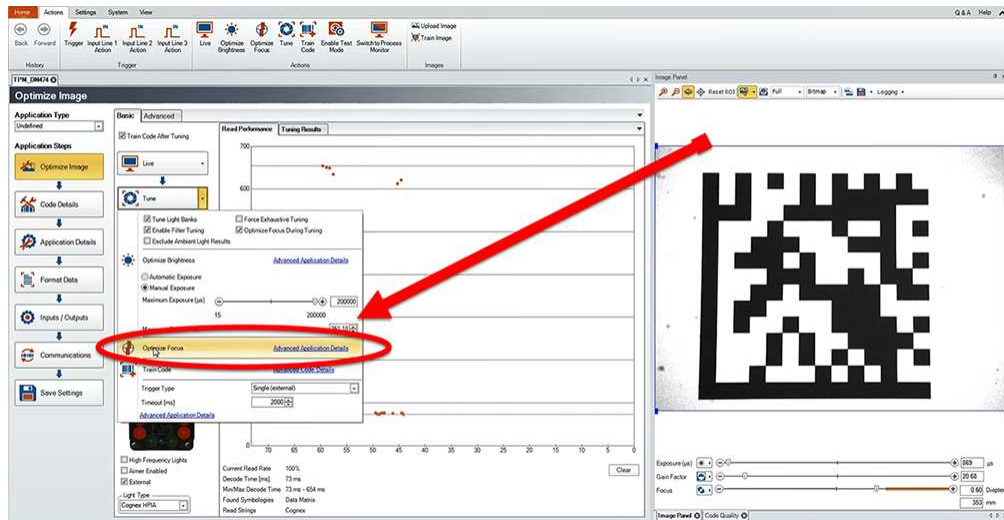 Home Actions Settings System View Q&A Help
Back Forward Trigger Input Line 1 Action Input Line 2 Action Input Line 3 Action Live Optimize Brightness Optimize Focus Tune Train Code Enable Test Mode Switch to Process Monitor Upload Image
Train Image
History Trigger Actions Images
TPM_DM474
Image Panel
Optimize Image
Reset ROI Full Bitmap Logging
Application Type
Undefined
Application Steps
Optimize Image
Code Details
Application Details
Format Data
Inputs / Outputs
Communications
Save Settings
Basic Advanced
Train Code After Tuning
Live
Tune
Read Performance Tuning Results
700
600
Tune Light Banks Force Exhaustive Tuning
Enable Filter Tuning Optimize Focus During Tuning
Exclude Ambient Light Results
Optimize Brightness Advanced Application Details
Automatic Exposure
Manual Exposure
Maximum Exposure (µs) 200000
15 200000
Optimize Focus Advanced Application Details
Train Code Advanced Code Details
Trigger Type Single (external)
Timeout [ms] 2000
Advanced Application Details
0
70 65 60 55 50 45 40 35 30 25 20 15 10 5 0
High Frequency Lights
Aimer Enabled
External
Light Type
Cognex HPIA
Current Read Rate 100%
Decode Time [ms] 73 ms
Min/Max Decode Time 73 ms - 654 ms
Found Symbologies Data Matrix
Read Strings Cognex
Clear
Exposure (µs) 869 µs
Gain Factor 20.68
Focus 0.60 Diopter
353 mm
Image Panel Code Quality